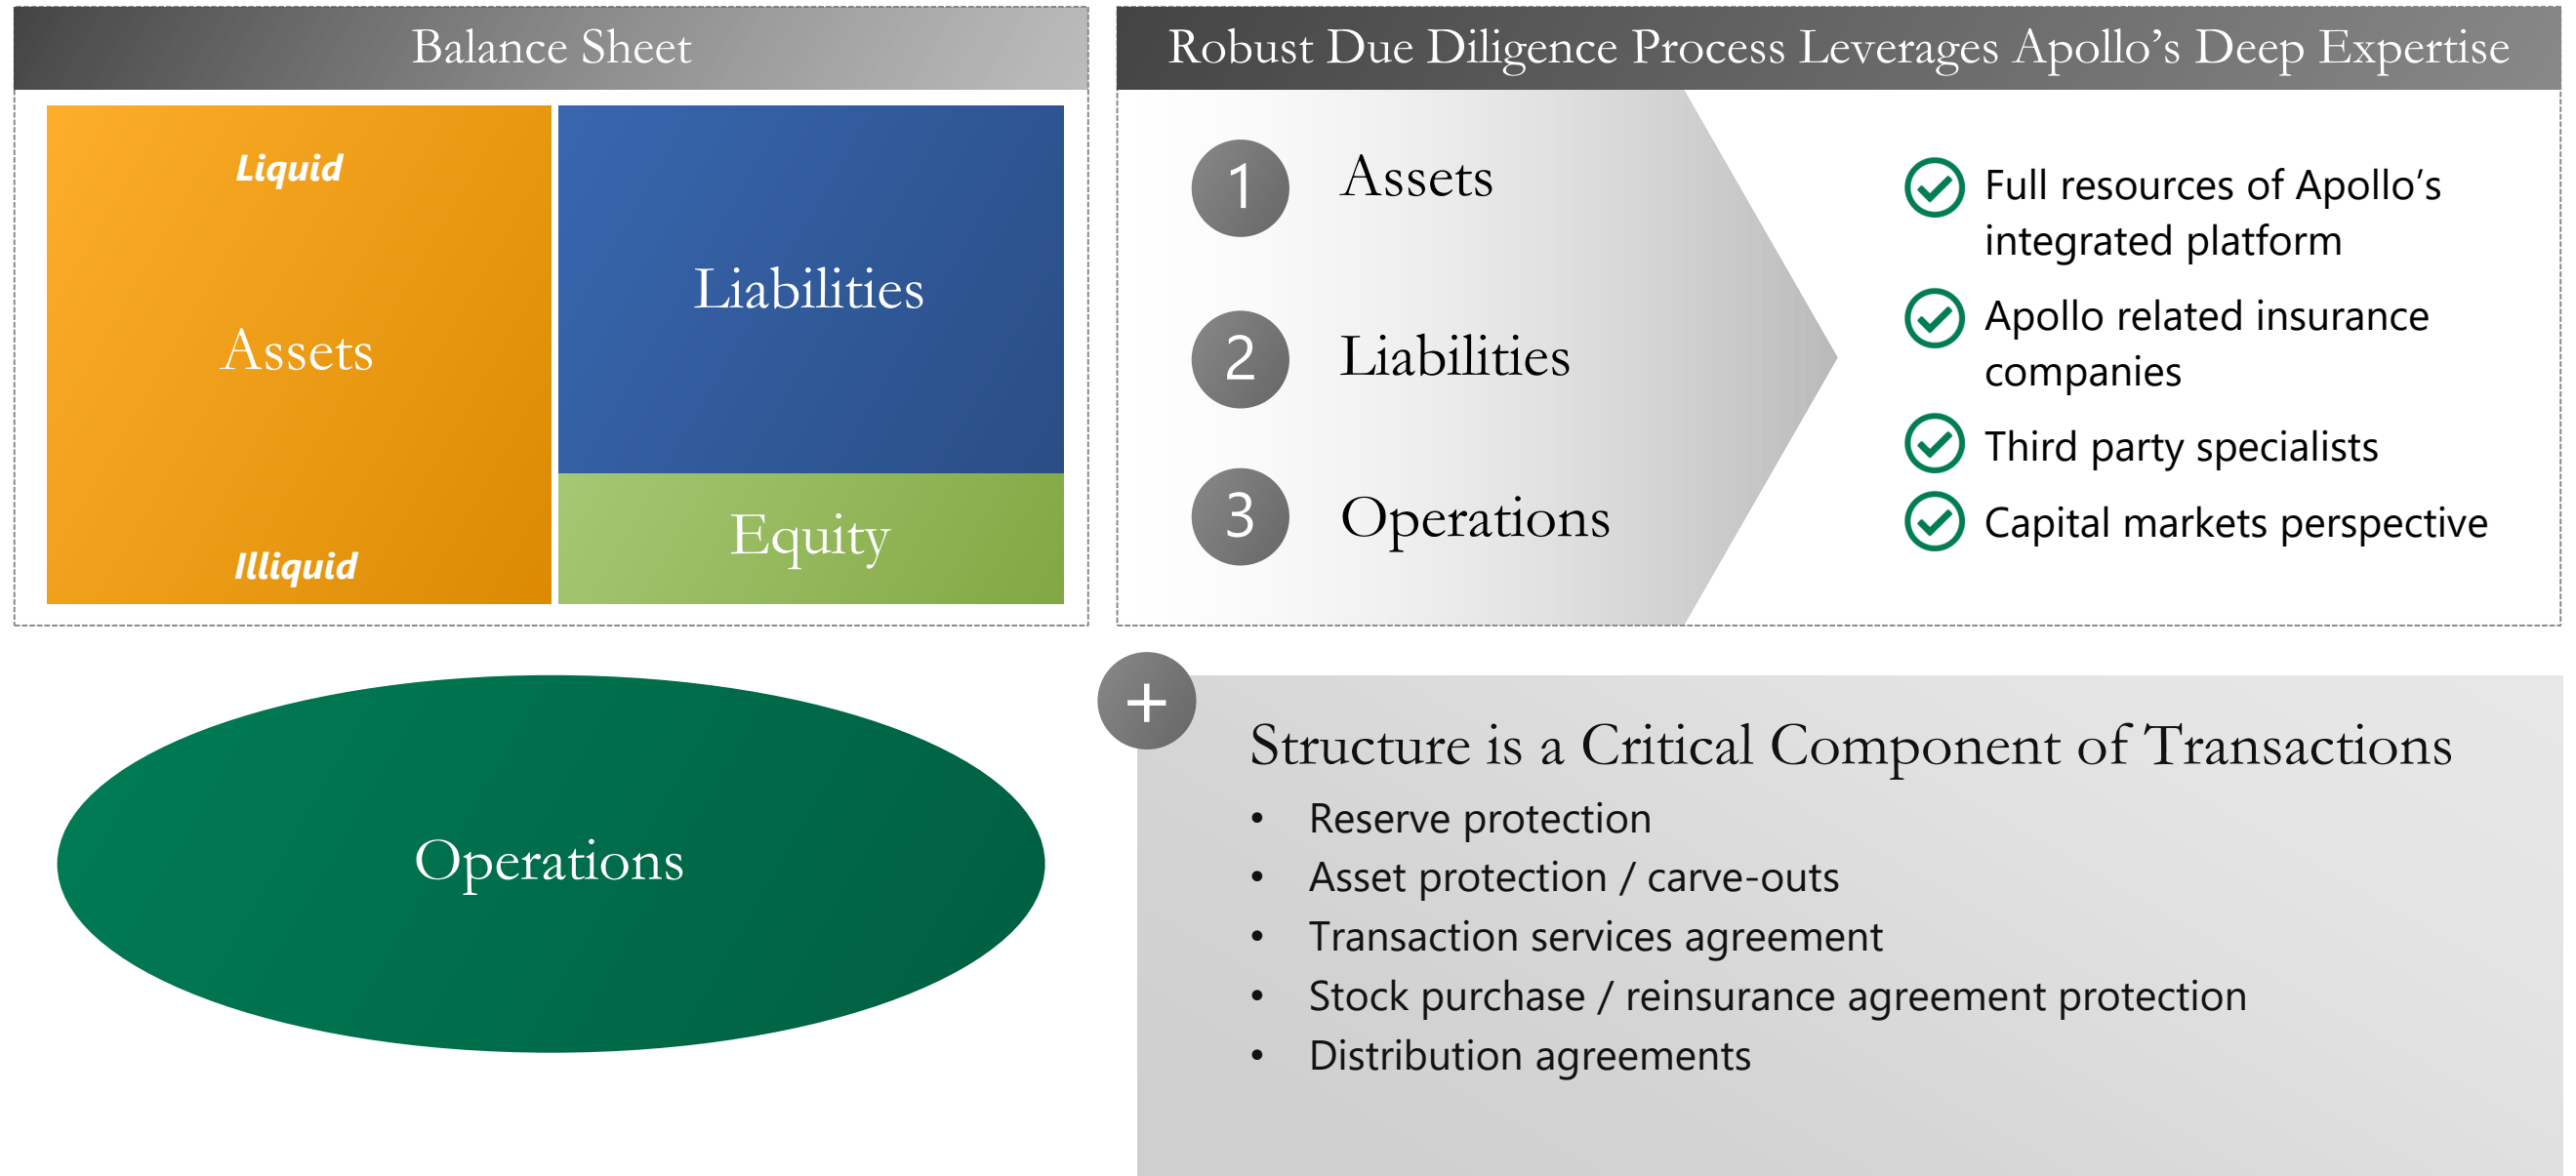 Balance Sheet
Liquid
Assets
Illiquid
Liabilities
Equity
Robust Due Diligence Process Leverages Apollo’s Deep Expertise
1 Assets
2 Liabilities
3 Operations
Full resources of Apollo’s
integrated platform
Apollo related insurance
companies
Third party specialists
Capital markets perspective
Operations
+
Structure is a Critical Component of Transactions
• Reserve protection
• Asset protection / carve-outs
• Transaction services agreement
• Stock purchase / reinsurance agreement protection
• Distribution agreements